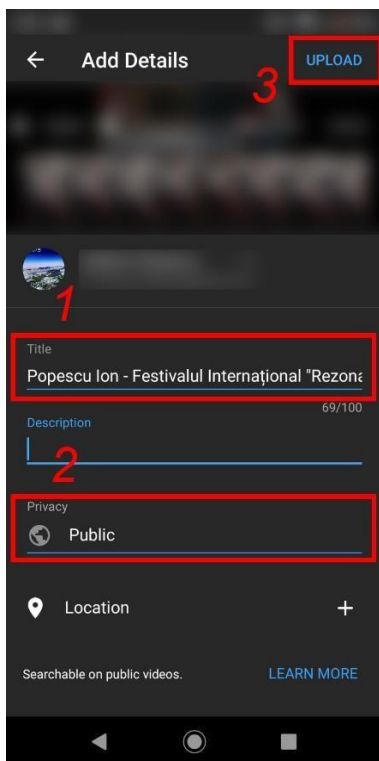 Add Details
UPLOAD
3
1
Title
Popescu Ion - Festivalul Internațional "Rezona
69/100
Description
2
Privacy
Public
Location
+
Searchable on public videos.
LEARN MORE